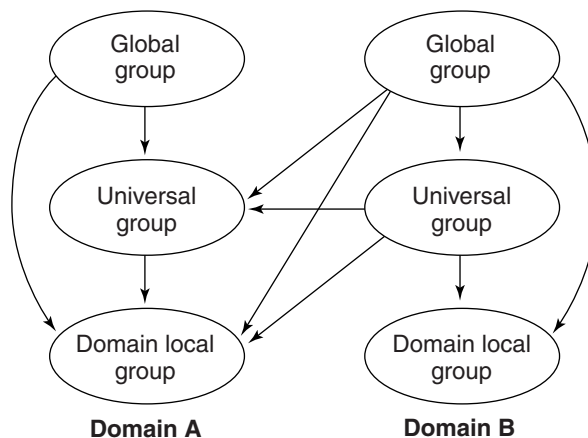 Global
group
Global
group
Universal
group
Universal
group
Domain local
group
Domain local
group
Domain A
Domain B